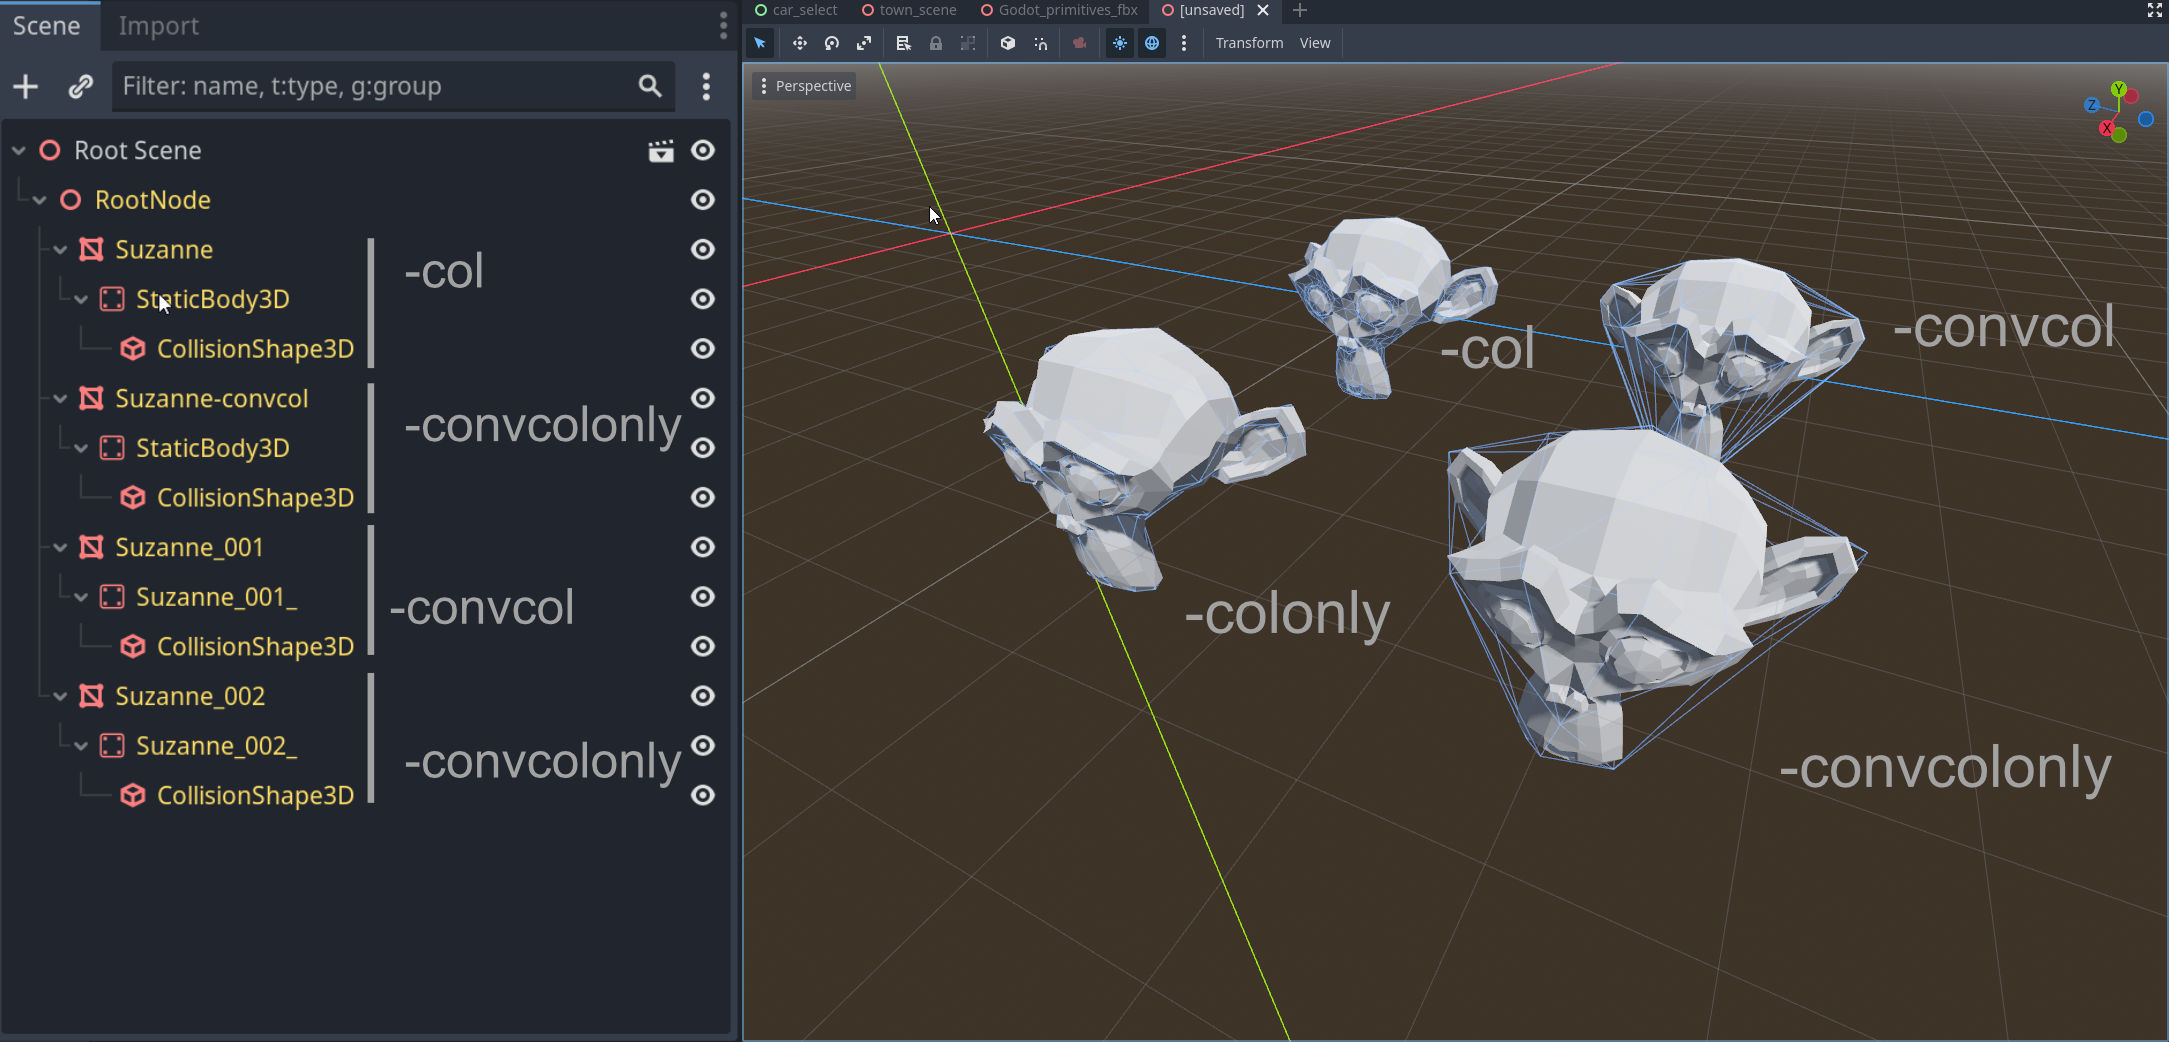 Scene Import
Filter: name, t:type, g:group
Root Scene
RootNode
Suzanne
-col
StaticBody3D
CollisionShape3D
Suzanne-convcol
-convcolonly
StaticBody3D
CollisionShape3D
Suzanne_001
Suzanne_001_
-convcol
CollisionShape3D
Suzanne_002
Suzanne_002_
-convcolonly
CollisionShape3D
car_select town_scene Godot_primitives_fbx [unsaved]
Transform View
Perspective
Y
Z
X
-convcol
-col
-colonly
-convcolonly